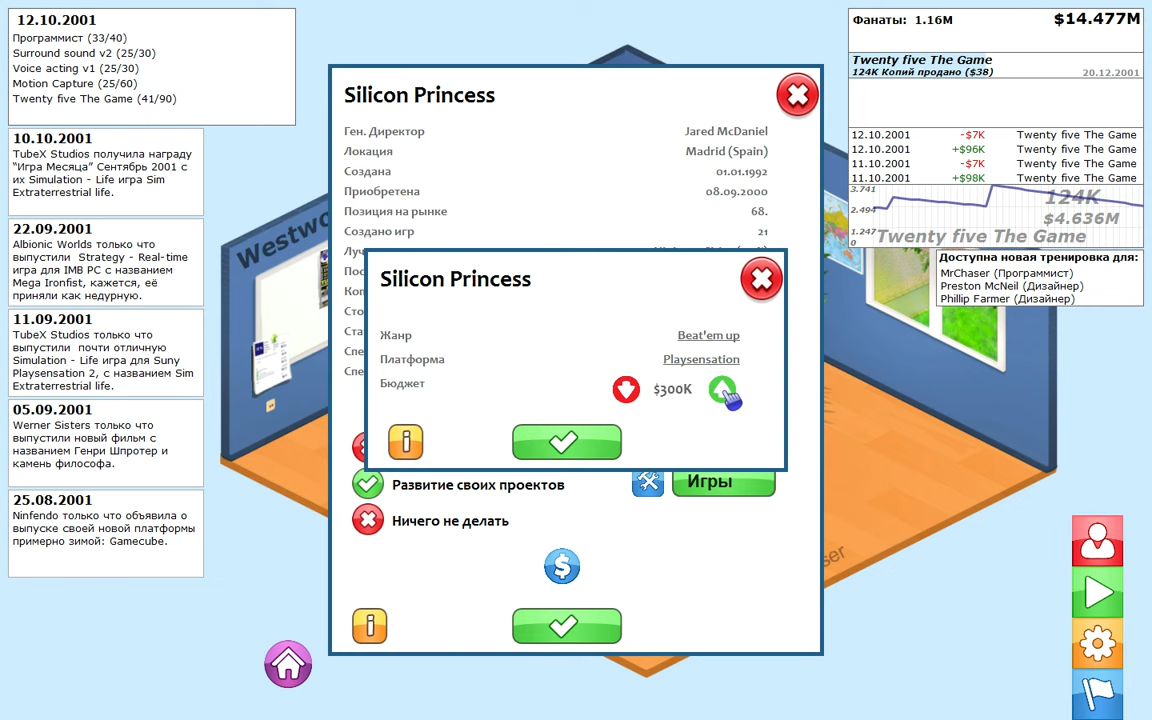 12.10.2001
Программист (33/40)
Surround sound v2 (25/30)
Voice acting v1 (25/30)
Motion Capture (25/60)
Twenty five The Game (41/90)
10.10.2001
TubeX Studios получила награду
"Игра Месяца" Сентябрь 2001 с
их Simulation - Life игра Sim
Extraterrestrial life.
22.09.2001
Albionic Worlds только что
выпустили Strategy - Real-time
игра для IMB PC с названием
Mega Ironfist, кажется, её
приняли как недурную.
11.09.2001
TubeX Studios только что
выпустили почти отличную
Simulation - Life игра для Suny
Playsensation 2, с названием Sim
Extraterrestrial life.
05.09.2001
Werner Sisters только что
выпустили новый фильм с
названием Генри Шпротер и
камень философа.
25.08.2001
Ninfendo только что объявила о
выпуске своей новой платформы
примерно зимой: Gamecube.
Westwo
Silicon Princess
Ген. Директор Jared McDaniel
Локация Madrid (Spain)
Создана 01.01.1992
Приобретена 08.09.2000
Позиция на рынке 68.
Создано игр 21
Silicon Princess
Жанр Beat'em up
Платформа Playsensation
Бюджет $300K
Развитие своих проектов Игры
Ничего не делать
Фанаты: 1.16M $14.477M
Twenty five The Game
124K Копий продано ($38) 20.12.2001
12.10.2001 -$7K Twenty five The Game
12.10.2001 +$96K Twenty five The Game
11.10.2001 -$7K Twenty five The Game
11.10.2001 +$98K Twenty five The Game
3.741
2.494
1.247
0
124K
$4.636M
Twenty five The Game
Доступна новая тренировка для:
MrChaser (Программист)
Preston McNeil (Дизайнер)
Phillip Farmer (Дизайнер)